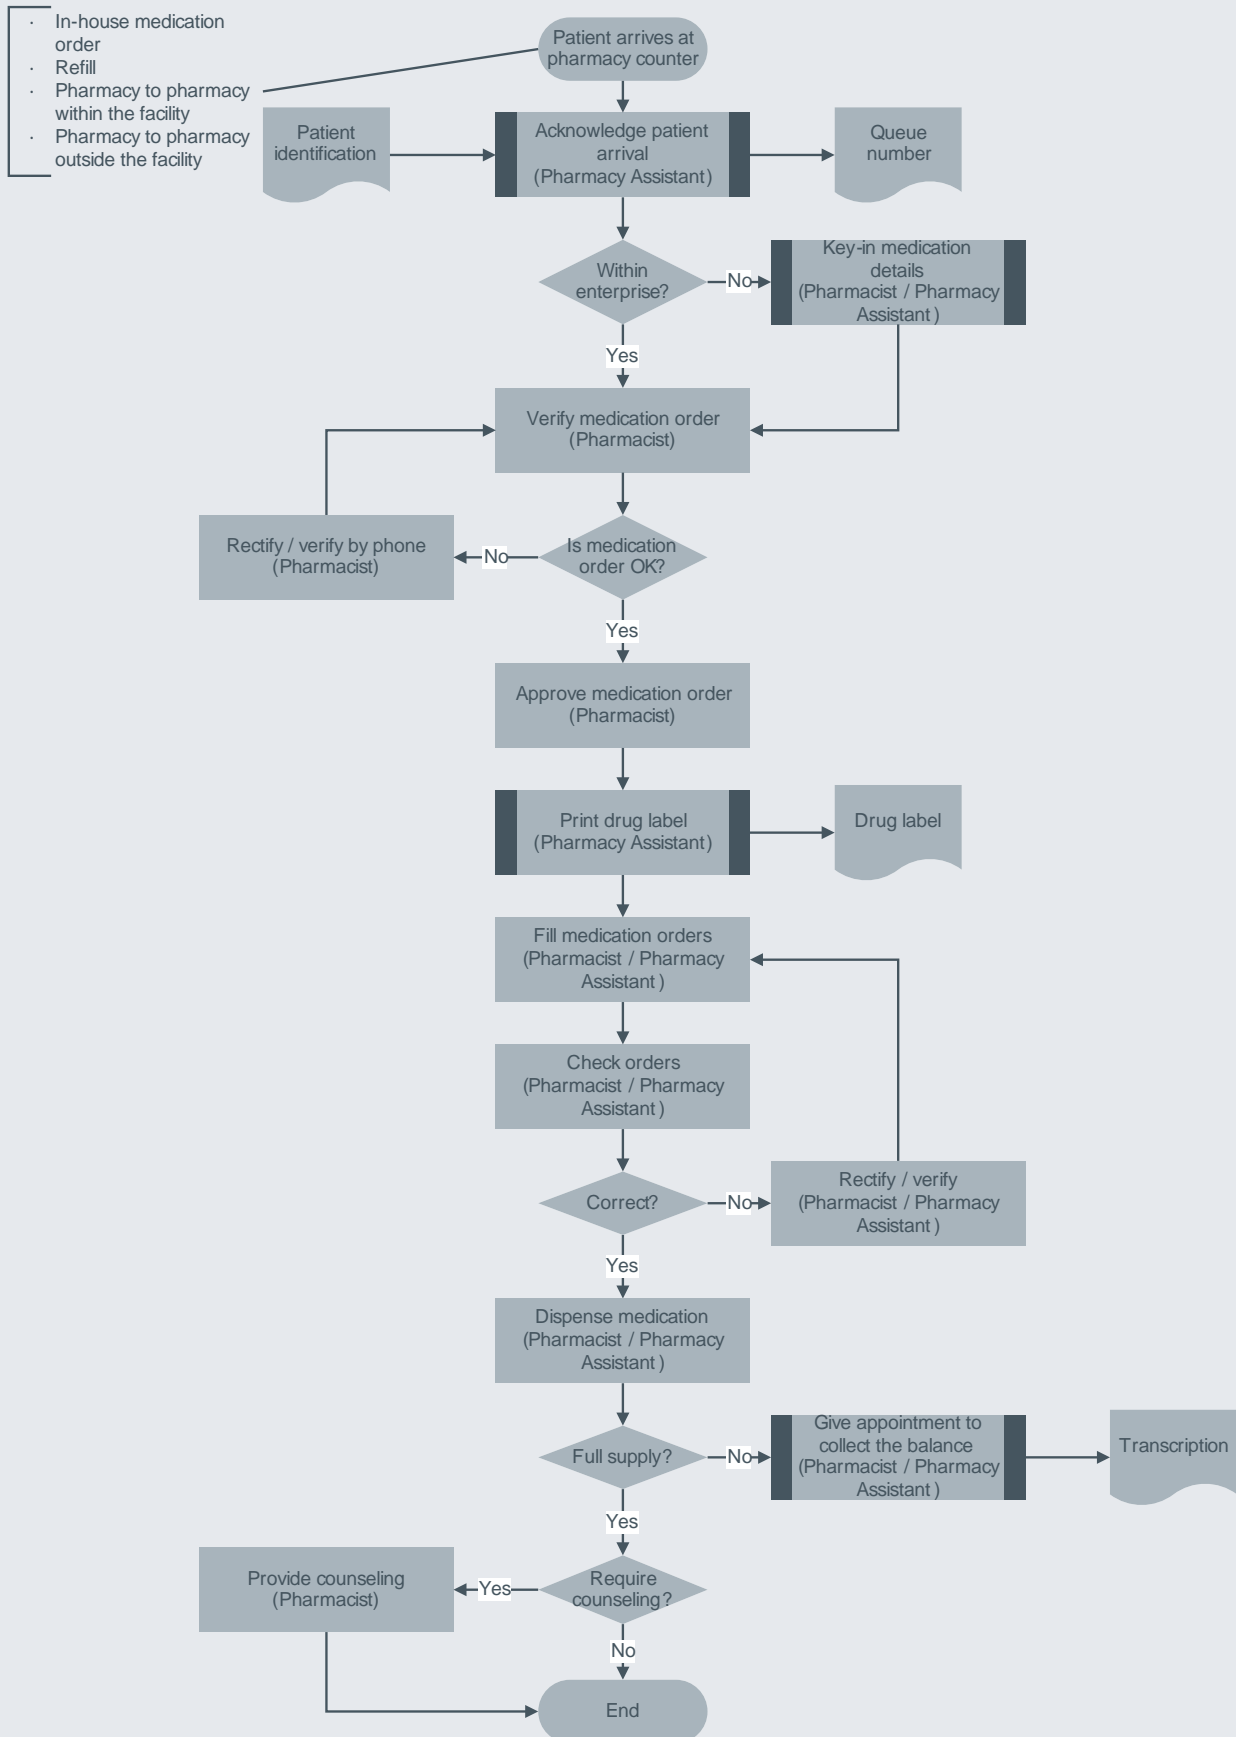 · In-house medication
order
· Refill
· Pharmacy to pharmacy
within the facility
· Pharmacy to pharmacy
outside the facility
Patient arrives at
pharmacy counter
Patient
identification
Acknowledge patient
arrival
(Pharmacy Assistant)
Queue
number
Within
enterprise?
No
Key-in medication
details
(Pharmacist / Pharmacy
Assistant)
Yes
Verify medication order
(Pharmacist)
Rectify / verify by phone
(Pharmacist)
No
Is medication
order OK?
Yes
Approve medication order
(Pharmacist)
Print drug label
(Pharmacy Assistant)
Drug label
Fill medication orders
(Pharmacist / Pharmacy
Assistant)
Check orders
(Pharmacist / Pharmacy
Assistant)
Correct?
No
Rectify / verify
(Pharmacist / Pharmacy
Assistant)
Yes
Dispense medication
(Pharmacist / Pharmacy
Assistant)
Full supply?
No
Give appointment to
collect the balance
(Pharmacist / Pharmacy
Assistant)
Transcription
Yes
Provide counseling
(Pharmacist)
Yes
Require
counseling?
No
End